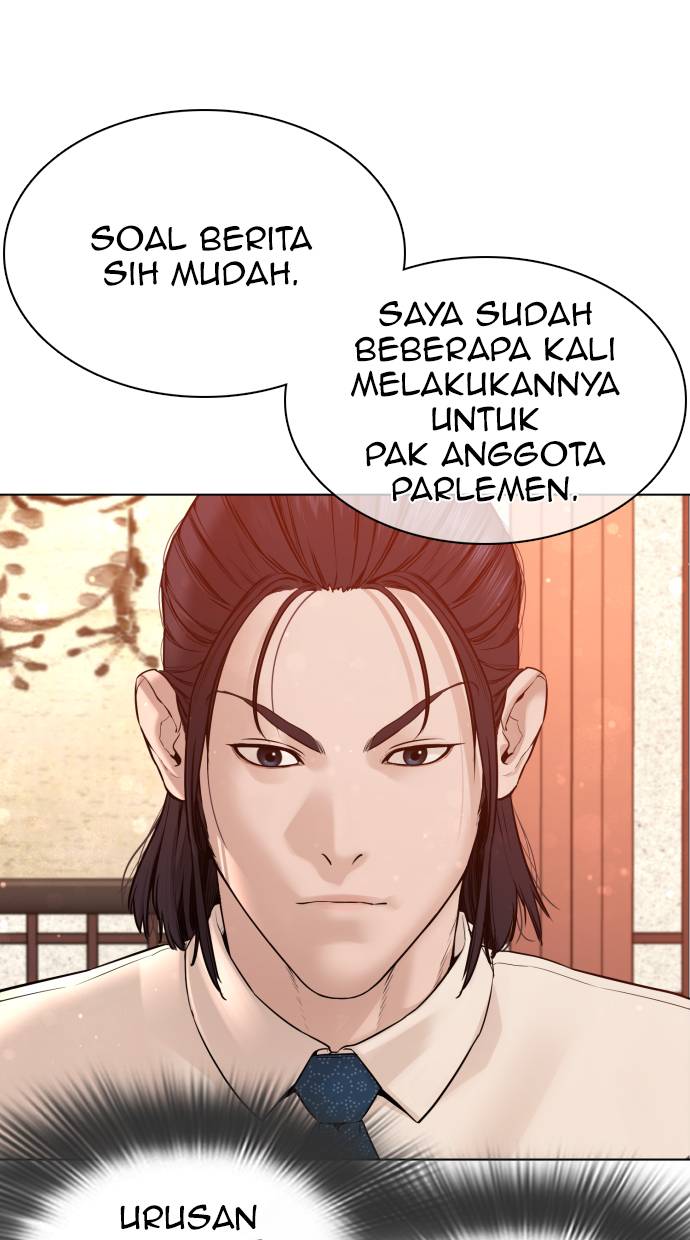 SOAL BERITA
SIH MUDAH.
SAYA SUDAH
BEBERAPA KALI
MELAKUKANNYA
UNTUK
PAK ANGGOTA
PARLEMEN.
URUSAN